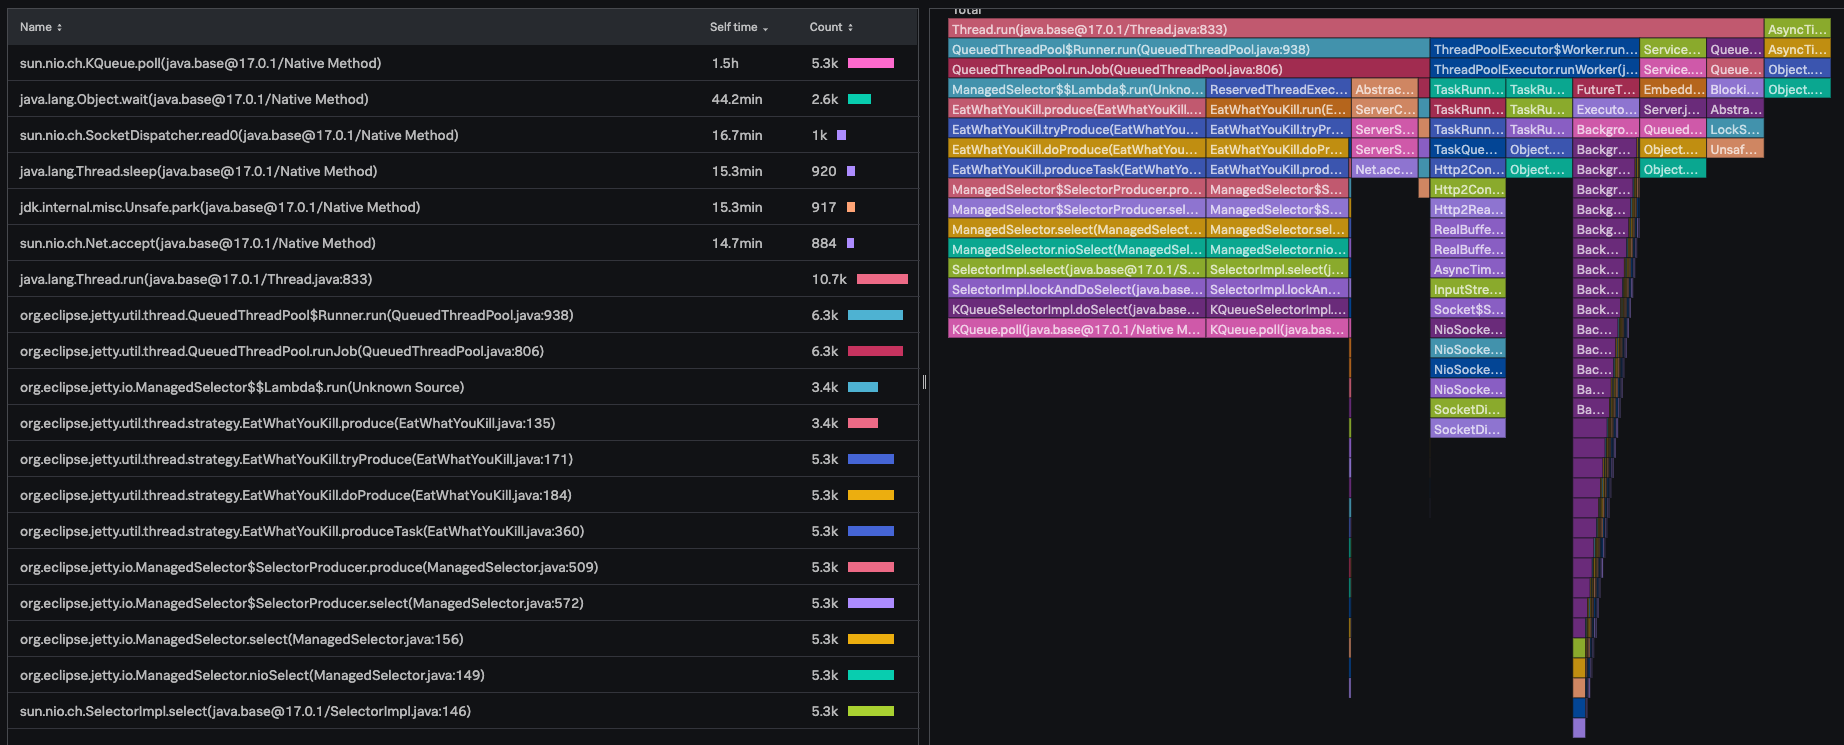 Name Self time Count
sun.nio.ch.KQueue.poll(java.base@17.0.1/Native Method) 1.5h 5.3k
java.lang.Object.wait(java.base@17.0.1/Native Method) 44.2min 2.6k
sun.nio.ch.SocketDispatcher.read0(java.base@17.0.1/Native Method) 16.7min 1k
java.lang.Thread.sleep(java.base@17.0.1/Native Method) 15.3min 920
jdk.internal.misc.Unsafe.park(java.base@17.0.1/Native Method) 15.3min 917
sun.nio.ch.Net.accept(java.base@17.0.1/Native Method) 14.7min 884
java.lang.Thread.run(java.base@17.0.1/Thread.java:833) 10.7k
org.eclipse.jetty.util.thread.QueuedThreadPool$Runner.run(QueuedThreadPool.java:938) 6.3k
org.eclipse.jetty.util.thread.QueuedThreadPool.runJob(QueuedThreadPool.java:806) 6.3k
org.eclipse.jetty.io.ManagedSelector$$Lambda$.run(Unknown Source) 3.4k
org.eclipse.jetty.util.thread.strategy.EatWhatYouKill.produce(EatWhatYouKill.java:135) 3.4k
org.eclipse.jetty.util.thread.strategy.EatWhatYouKill.tryProduce(EatWhatYouKill.java:171) 5.3k
org.eclipse.jetty.util.thread.strategy.EatWhatYouKill.doProduce(EatWhatYouKill.java:184) 5.3k
org.eclipse.jetty.util.thread.strategy.EatWhatYouKill.produceTask(EatWhatYouKill.java:360) 5.3k
org.eclipse.jetty.io.ManagedSelector$SelectorProducer.produce(ManagedSelector.java:509) 5.3k
org.eclipse.jetty.io.ManagedSelector$SelectorProducer.select(ManagedSelector.java:572) 5.3k
org.eclipse.jetty.io.ManagedSelector.select(ManagedSelector.java:156) 5.3k
org.eclipse.jetty.io.ManagedSelector.nioSelect(ManagedSelector.java:149) 5.3k
sun.nio.ch.SelectorImpl.select(java.base@17.0.1/SelectorImpl.java:146) 5.3k
Total
Thread.run(java.base@17.0.1/Thread.java:833) AsyncTi...
QueuedThreadPool$Runner.run(QueuedThreadPool.java:938) ThreadPoolExecutor$Worker.run... Service... Queue... AsyncTi...
QueuedThreadPool.runJob(QueuedThreadPool.java:806) ThreadPoolExecutor.runWorker(j... Service.... Queue... Object....
ManagedSelector$$Lambda$.run(Unkno... ReservedThreadExec... Abstrac... TaskRunn... TaskRu... FutureT... Embedd... Blocki... Object....
EatWhatYouKill.produce(EatWhatYouKill.... EatWhatYouKill.run(E... ServerC... TaskRunn... TaskRu... Executo... Server.j... Abstra...
EatWhatYouKill.tryProduce(EatWhatYou... EatWhatYouKill.tryPr... ServerS... TaskRunn... TaskRu... Backgro... Queued... LockS...
EatWhatYouKill.doProduce(EatWhatYou... EatWhatYouKill.doPr... ServerS... TaskQue... Object.... Backgr... Object.... Unsaf...
EatWhatYouKill.produceTask(EatWhatYo... EatWhatYouKill.prod... Net.acc... Http2Con... Object.... Backgr... Object....
ManagedSelector$SelectorProducer.pro... ManagedSelector$S... Http2Con... Backgr...
ManagedSelector$SelectorProducer.sel... ManagedSelector$S... Http2Rea... Backg...
ManagedSelector.select(ManagedSelect... ManagedSelector.sel... RealBuffe... Backg...
ManagedSelector.nioSelect(ManagedSel... ManagedSelector.nio... RealBuffe... Back...
SelectorImpl.select(java.base@17.0.1/S... SelectorImpl.select(j... AsyncTim... Back...
SelectorImpl.lockAndDoSelect(java.base... SelectorImpl.lockAn... InputStre... Back...
KQueueSelectorImpl.doSelect(java.base... KQueueSelectorImpl.... Socket$S... Back...
KQueue.poll(java.base@17.0.1/Native M... KQueue.poll(java.bas... NioSocke... Bac...
NioSocke... Bac...
NioSocke... Bac...
NioSocke... Ba...
SocketDi... Ba...
SocketDi...